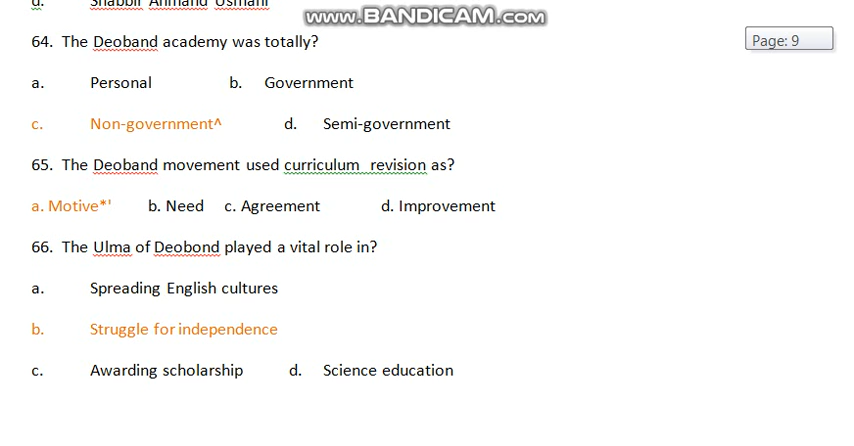 d. Shabbir Ahmand Usmani
www.BANDICAM.com
64. The Deoband academy was totally?
Page: 9
a. Personal b. Government
c. Non-government^ d. Semi-government
65. The Deoband movement used curriculum revision as?
a. Motive*' b. Need c. Agreement d. Improvement
66. The Ulma of Deobond played a vital role in?
a. Spreading English cultures
b. Struggle for independence
c. Awarding scholarship d. Science education